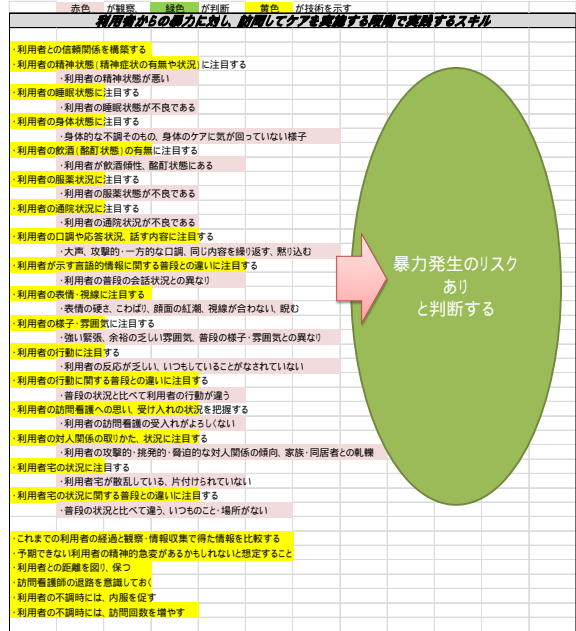 赤色 が観察、 緑色 が判断 黄色 が技術を示す
利用者からの暴力に対し、訪問してケアを実施する段階で実践するスキル
・利用者との信頼関係を構築する
・利用者の精神状態(精神症状の有無や状況)に注目する
・利用者の精神状態が悪い
・利用者の睡眠状態に注目する
・利用者の睡眠状態が不良である
・利用者の身体状態に注目する
・身体的な不調そのもの、身体のケアに気が回っていない様子
・利用者の飲酒(酩酊状態)の有無に注目する
・利用者が飲酒傾性、酩酊状態にある
・利用者の服薬状況に注目する
・利用者の服薬状態が不良である
・利用者の通院状況に注目する
・利用者の通院状況が不良である
・利用者の口調や応答状況、話す内容に注目する
・大声、攻撃的・一方的な口調、同じ内容を繰り返す、黙り込む
・利用者が示す言語的情報に関する普段との違いに注目する
・利用者の普段の会話状況との異なり
・利用者の表情・視線に注目する
・表情の硬さ、こわばり、顔面の紅潮、視線が合わない、睨む
・利用者の様子・雰囲気に注目する
・強い緊張、余裕の乏しい雰囲気、普段の様子・雰囲気との異なり
・利用者の行動に注目する
・利用者の反応が乏しい、いつもしていることがなされていない
・利用者の行動に関する普段との違いに注目する
・普段の状況と比べて利用者の行動が違う
・利用者の訪問看護への思い、受け入れの状況を把握する
・利用者の訪問看護の受入れがよろしくない
・利用者の対人関係の取りかた、状況に注目する
・利用者の攻撃的・挑発的・脅迫的な対人関係の傾向、家族・同居者との軋轢
・利用者宅の状況に注目する
・利用者宅が散乱している、片付けられていない
・利用者宅の状況に関する普段との違いに注目する
・普段の状況と比べて違う、いつものこと・場所がない
・これまでの利用者の経過と観察・情報収集で得た情報を比較する
・予期できない利用者の精神的急変があるかもしれないと想定すること
・利用者との距離を図り、保つ
・訪問看護師の退路を意識しておく
・利用者の不調時には、内服を促す
・利用者の不調時には、訪問回数を増やす
暴力発生のリスク
あり
と判断する